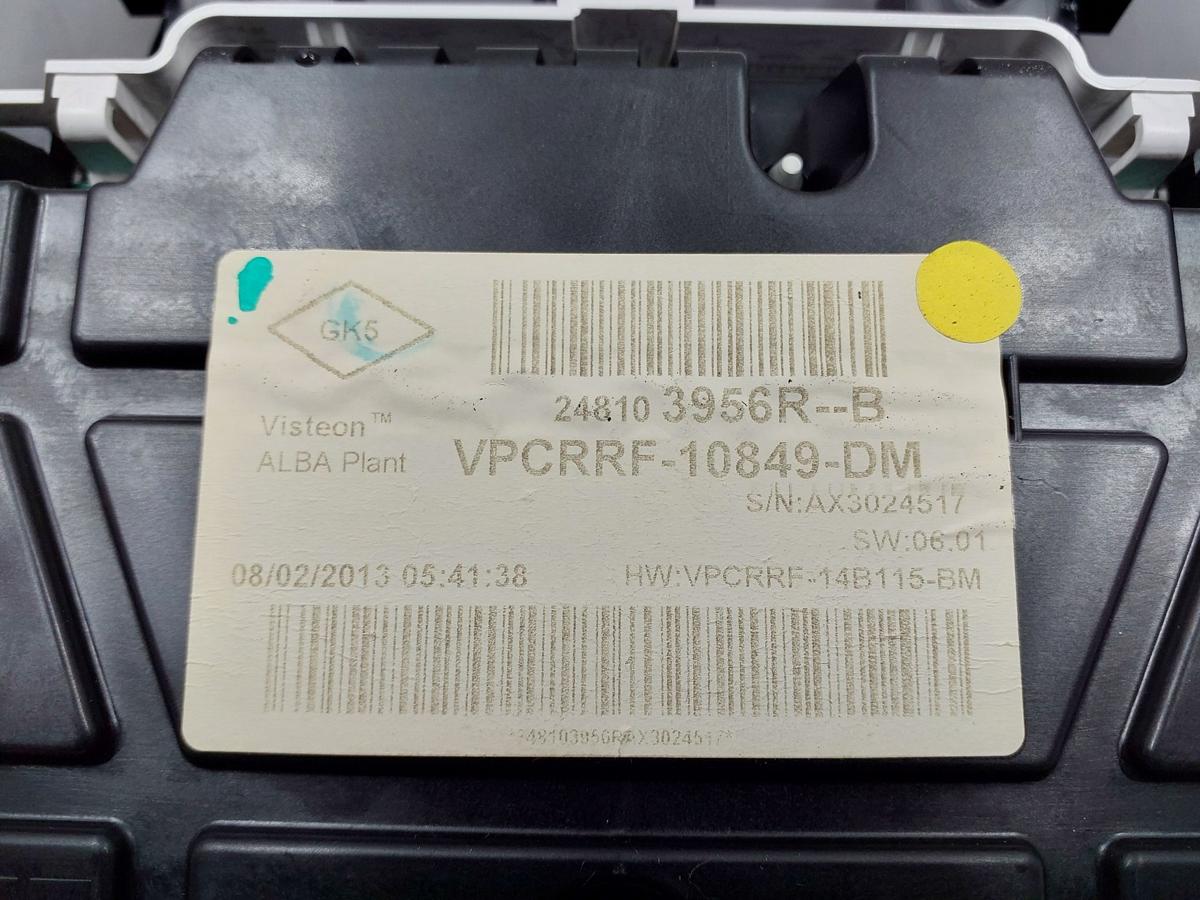 GK5
24810 3956R--B
Visteon™
ALBA Plant
VPCRRF-10849-DM
S/N:AX3024517
SW:06.01
08/02/2013 05:41:38
HW:VPCRRF-14B115-BM